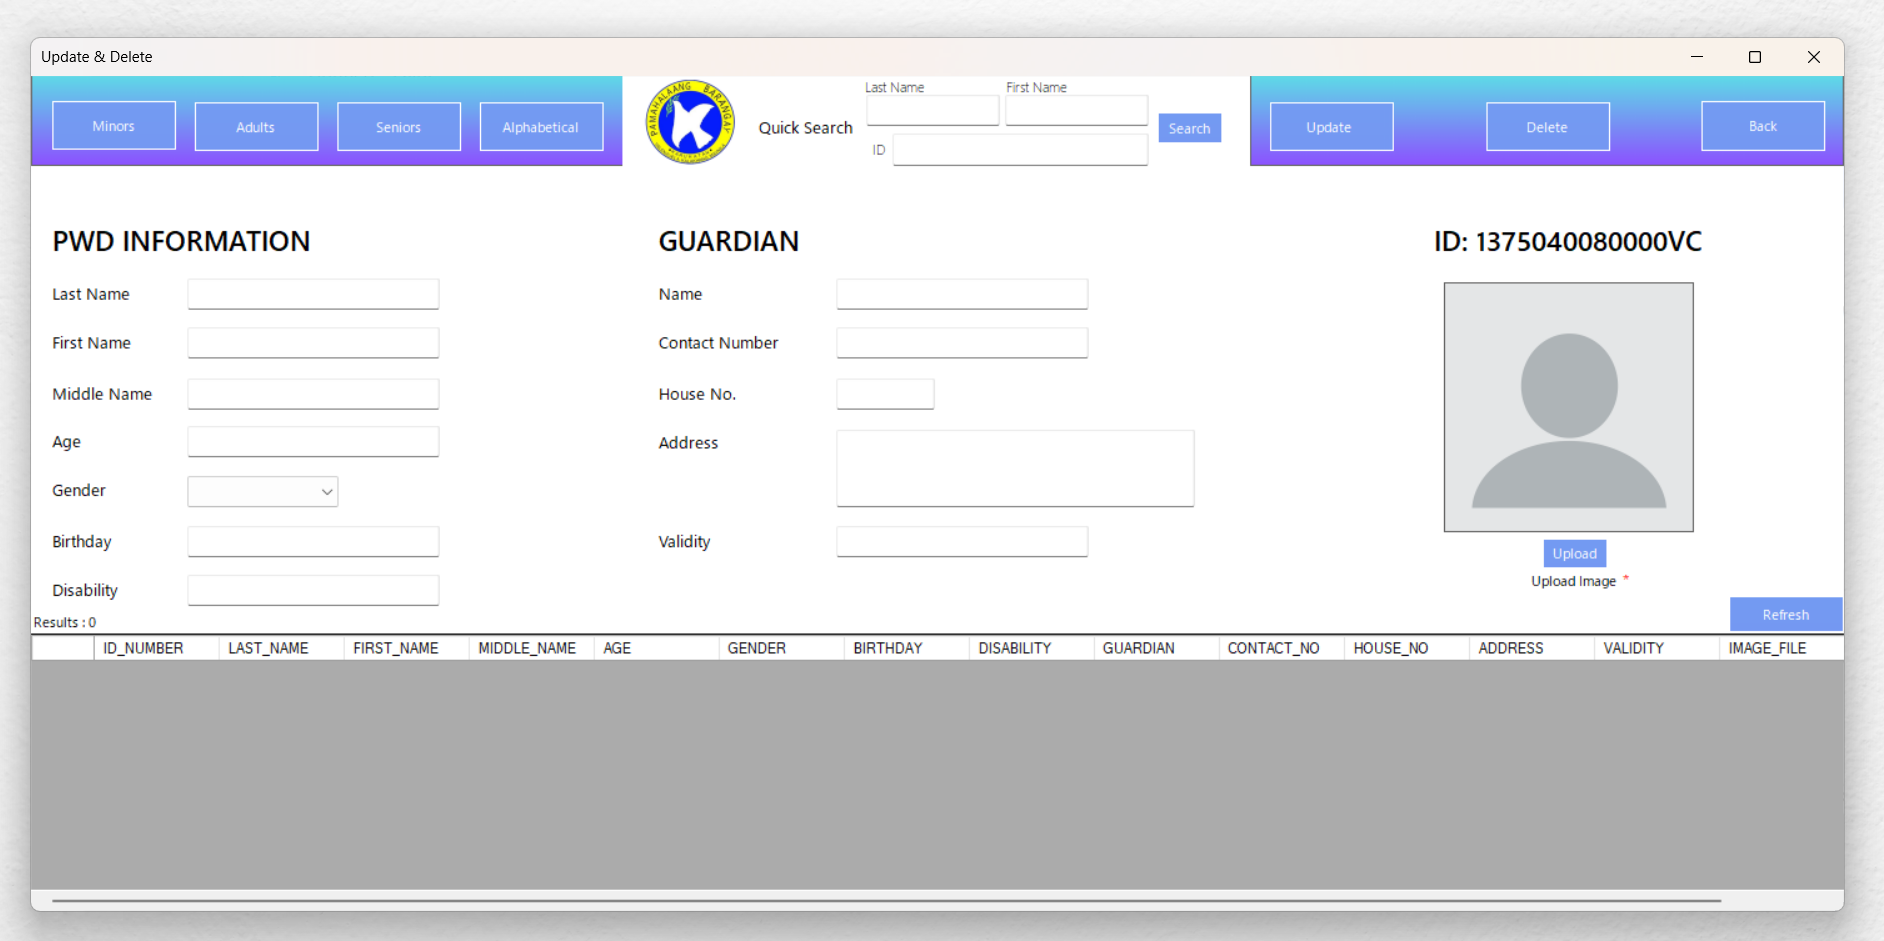 Update & Delete
Minors
Adults
Seniors
Alphabetical
PAMAHALAANG BARANGAY
Quick Search
Last Name
First Name
ID
Search
Update
Delete
Back
PWD INFORMATION
Last Name
First Name
Middle Name
Age
Gender
Birthday
Disability
GUARDIAN
Name
Contact Number
House No.
Address
Validity
ID: 1375040080000VC
Upload
Upload Image *
Refresh
Results : 0
ID_NUMBER LAST_NAME FIRST_NAME MIDDLE_NAME AGE GENDER BIRTHDAY DISABILITY GUARDIAN CONTACT_NO HOUSE_NO ADDRESS VALIDITY IMAGE_FILE